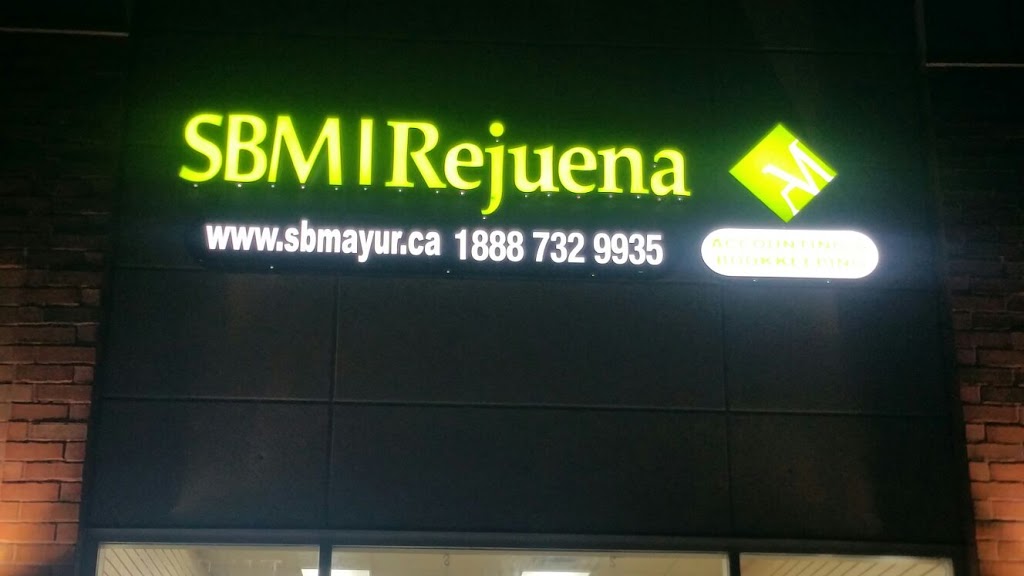 SBM | Rejuena
www.sbmayur.ca 1888 732 9935
ACCOUNTING &
BOOKKEEPING